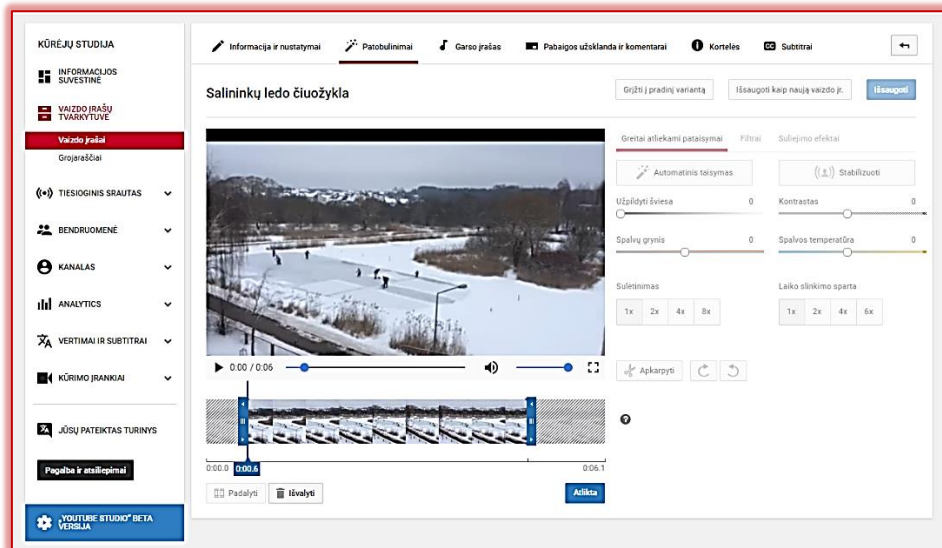 KŪRĖJŲ STUDIJA
INFORMACIJOS
SUVESTINĖ
VAIZDO ĮRAŠŲ
TVARKYTUVĖ
Vaizdo įrašai
Grojaraščiai
TIESIOGINIS SRAUTAS
BENDRUOMENĖ
KANALAS
ANALYTICS
VERTIMAI IR SUBTITRAI
KŪRIMO ĮRANKIAI
JŪSŲ PATEIKTAS TURINYS
Pagalba ir atsiliepimai
„YOUTUBE STUDIO“ BETA
VERSIJA
Informacija ir nustatymai
Patobulinimai
Garso įrašas
Pabaigos užsklanda ir komentarai
Kortelės
CC Subtitrai
Salininkų ledo čiuožykla
Grįžti į pradinį variantą
Išsaugoti kaip naują vaizdo įr.
Išsaugoti
Greitai atliekami pataisymai
Filtrai
Suliejimo efektai
Automatinis taisymas
Stabilizuoti
Užpildyti šviesa 0
Kontrastas 0
Spalvų grynis 0
Spalvos temperatūra 0
Sulėtinimas
1x 2x 4x 8x
Laiko slinkimo sparta
1x 2x 4x 6x
Apkarpyti
0:00 / 0:06
0:00.0 0:00.6 0:06.1
Padalyti
Išvalyti
Atlikta